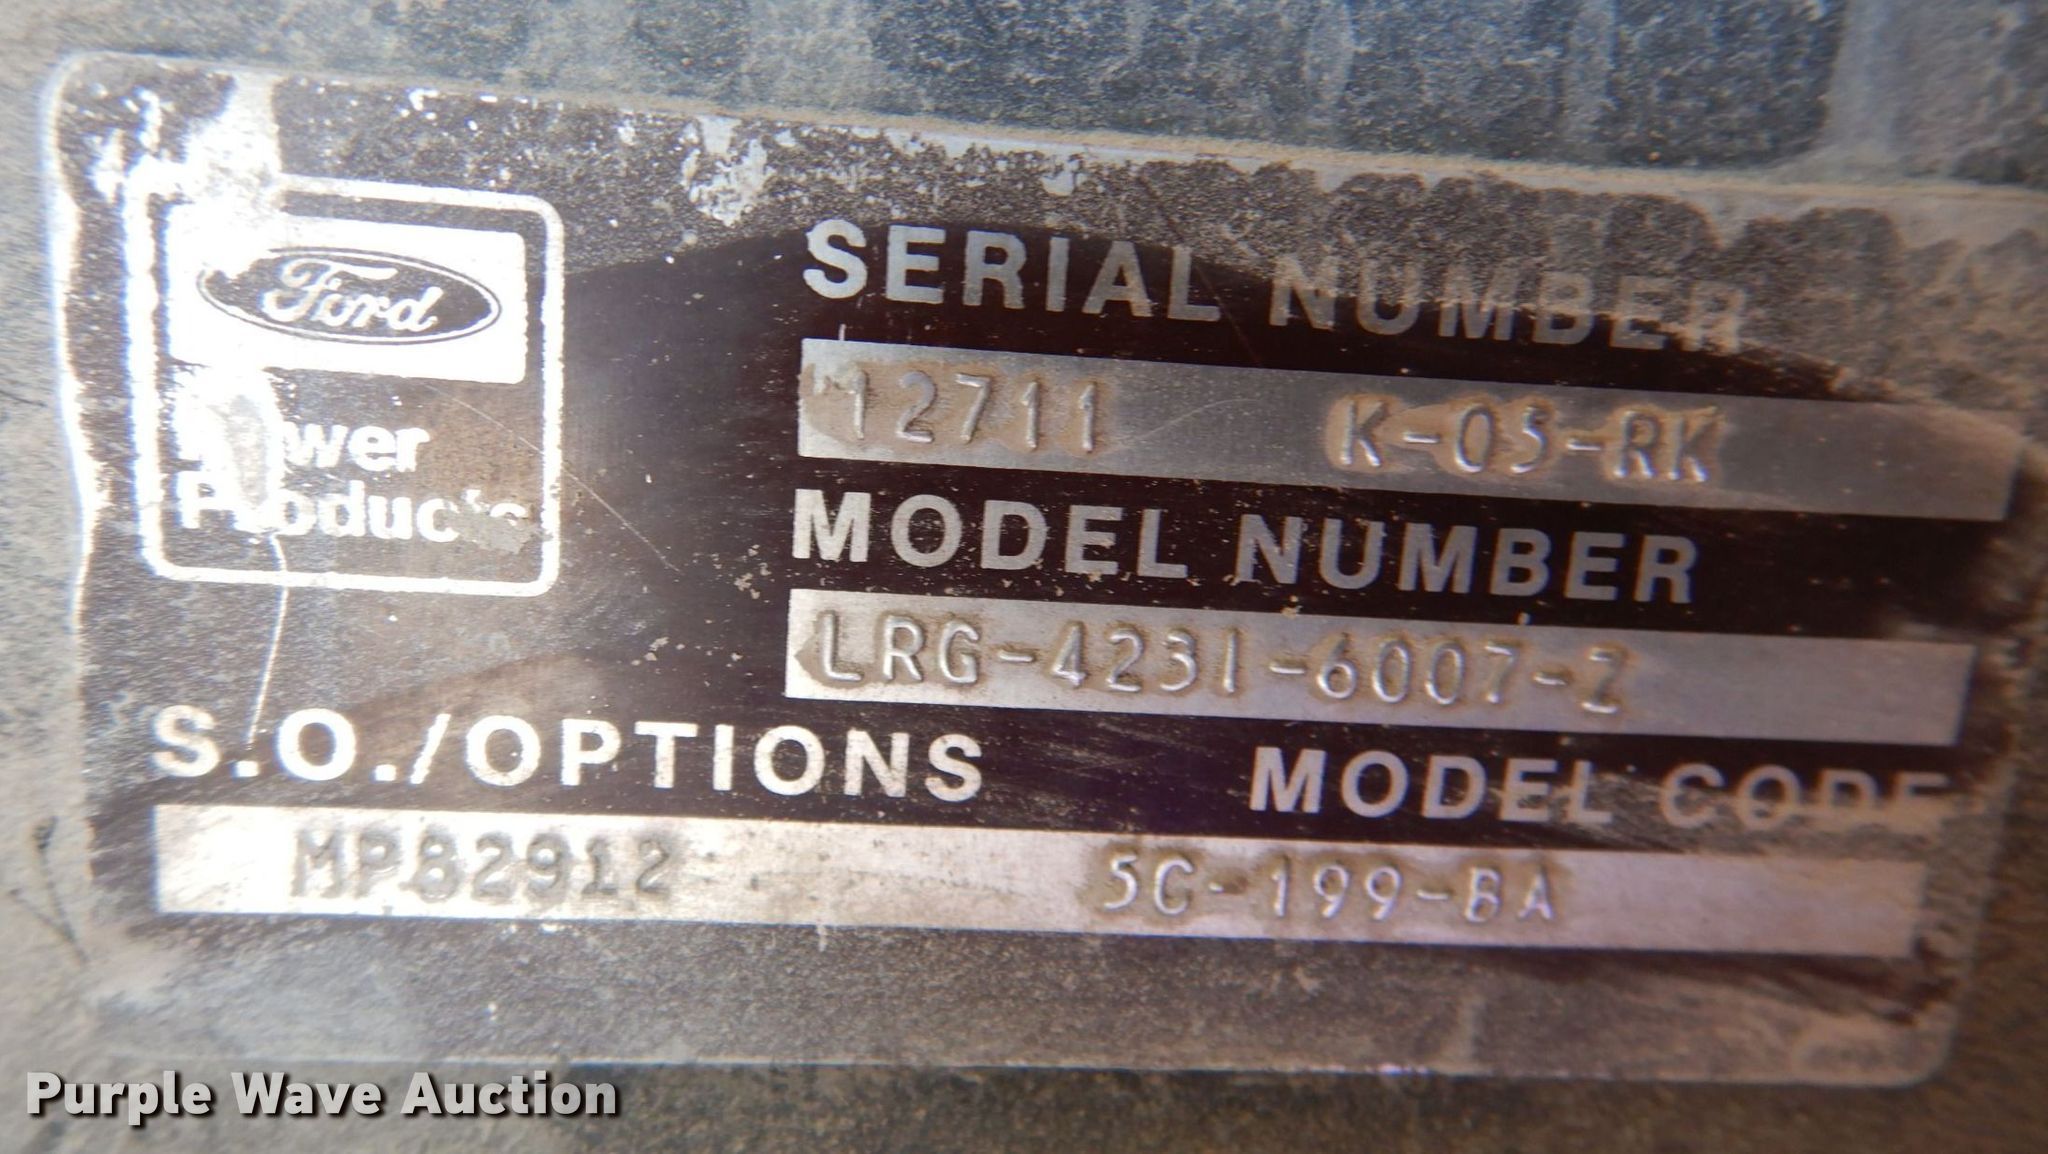 Ford
Power
Products
SERIAL NUMBER
12711 K-05-RK
MODEL NUMBER
LRG-4231-6007-Z
S.O./OPTIONS MODEL CODE
MP82912 5C-199-BA
Purple Wave Auction